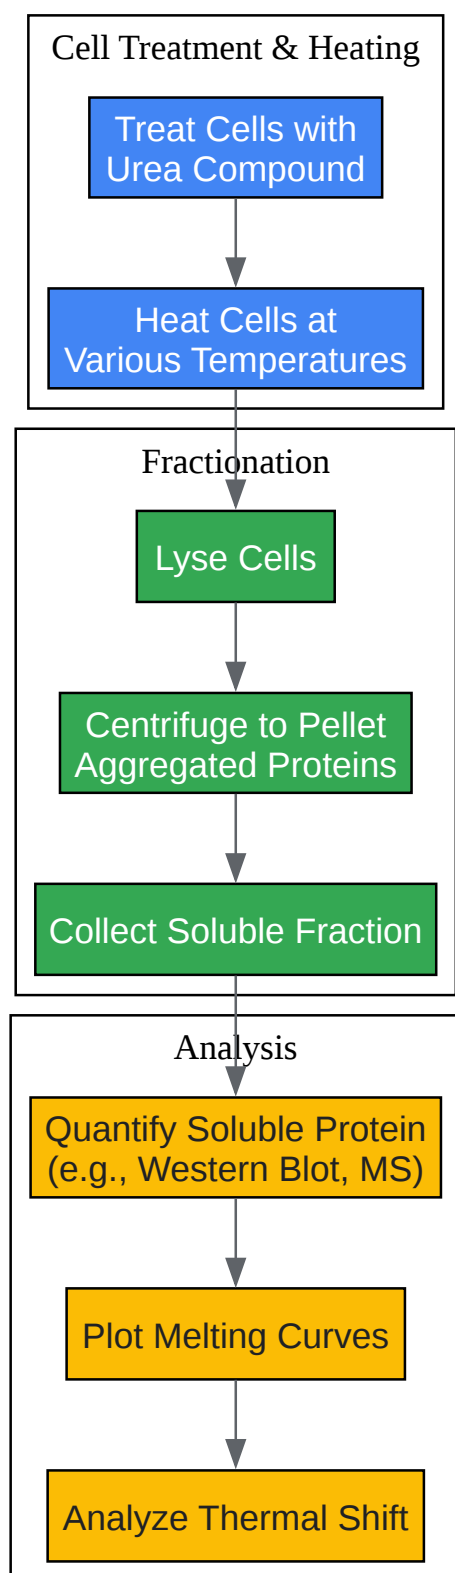 Cell Treatment & Heating
Treat Cells with
Urea Compound
Heat Cells at
Various Temperatures
Fractionation
Lyse Cells
Centrifuge to Pellet
Aggregated Proteins
Collect Soluble Fraction
Analysis
Quantify Soluble Protein
(e.g., Western Blot, MS)
Plot Melting Curves
Analyze Thermal Shift